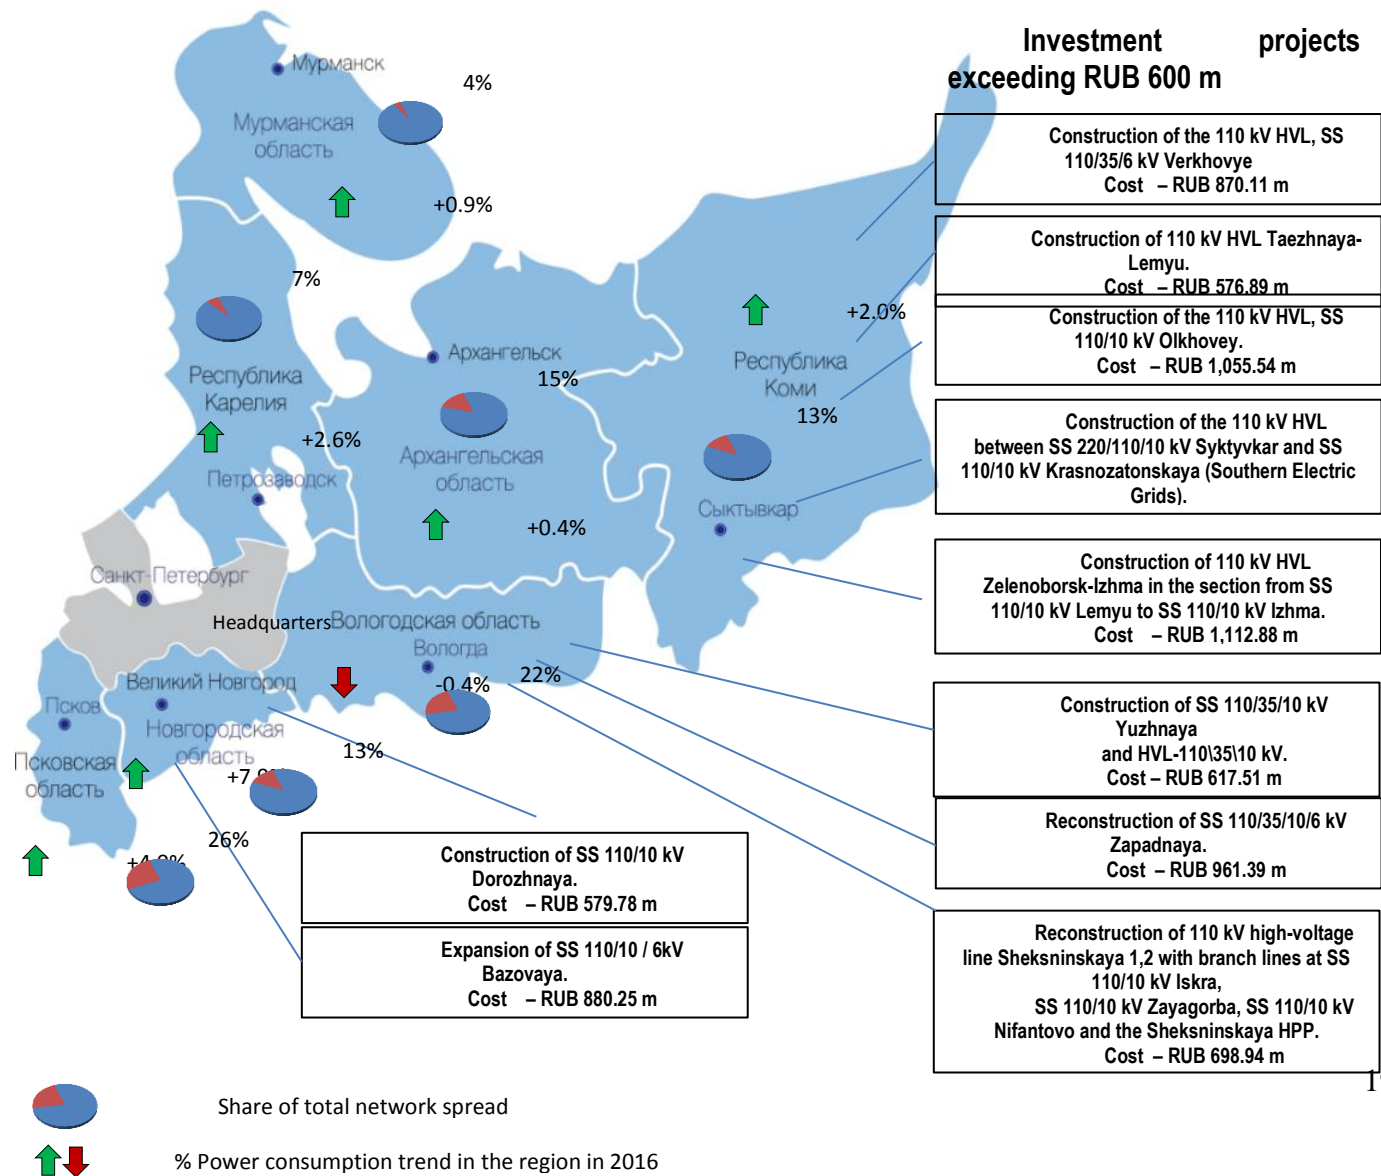 Investment projects
exceeding RUB 600 m
Мурманск
4%
Мурманская
область
+0.9%
7%
Республика
Карелия
+2.6%
Петрозаводск
Архангельск
15%
Архангельская
область
+0.4%
+2.0%
Республика
Коми
13%
Сыктывкар
Санкт-Петербург
Headquarters
Вологодская область
Вологда
-0.4%
22%
Великий Новгород
Новгородская
область
13%
Псков
Псковская
область
26%
Construction of the 110 kV HVL, SS
110/35/6 kV Verkhovye
Cost – RUB 870.11 m
Construction of 110 kV HVL Taezhnaya-
Lemyu.
Cost – RUB 576.89 m
Construction of the 110 kV HVL, SS
110/10 kV Olkhovey.
Cost – RUB 1,055.54 m
Construction of the 110 kV HVL
between SS 220/110/10 kV Syktyvkar and SS
110/10 kV Krasnozatonskaya (Southern Electric
Grids).
Construction of 110 kV HVL
Zelenoborsk-Izhma in the section from SS
110/10 kV Lemyu to SS 110/10 kV Izhma.
Cost – RUB 1,112.88 m
Construction of SS 110/35/10 kV
Yuzhnaya
and HVL-110\35\10 kV.
Cost – RUB 617.51 m
Reconstruction of SS 110/35/10/6 kV
Zapadnaya.
Cost – RUB 961.39 m
Reconstruction of 110 kV high-voltage
line Sheksninskaya 1,2 with branch lines at SS
110/10 kV Iskra,
SS 110/10 kV Zayagorba, SS 110/10 kV
Nifantovo and the Sheksninskaya HPP.
Cost – RUB 698.94 m
Construction of SS 110/10 kV
Dorozhnaya.
Cost – RUB 579.78 m
Expansion of SS 110/10 / 6kV
Bazovaya.
Cost – RUB 880.25 m
Share of total network spread
% Power consumption trend in the region in 2016